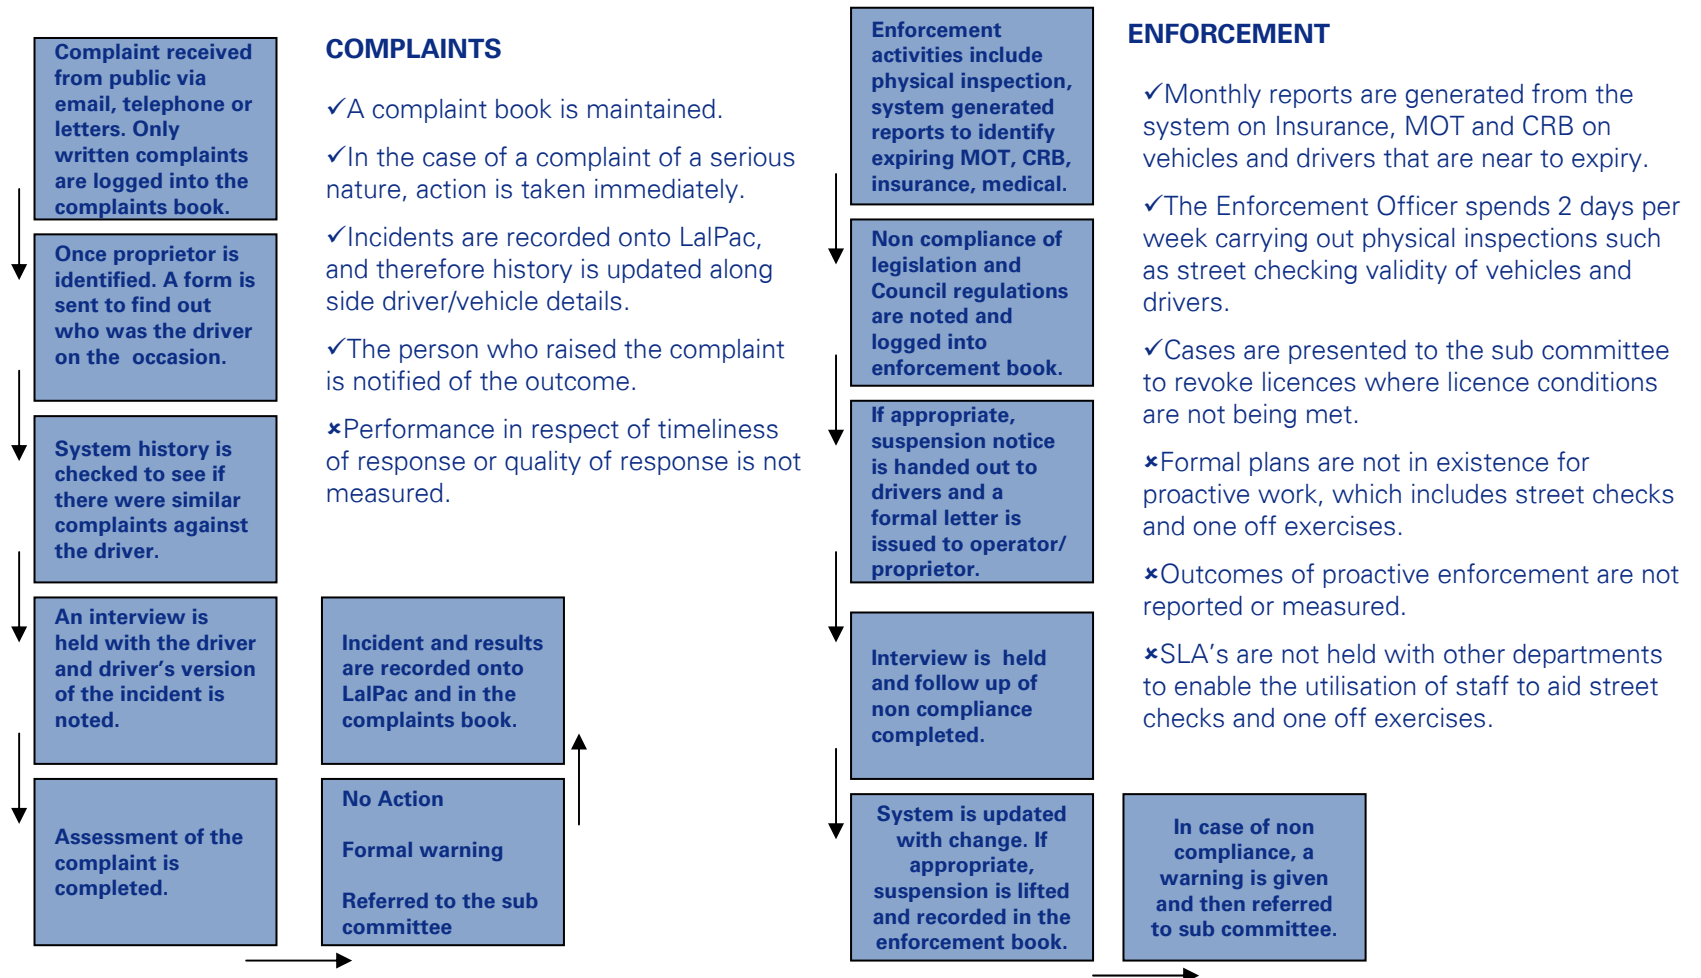 Complaint received
from public via
email, telephone or
letters. Only
written complaints
are logged into the
complaints book.
Once proprietor is
identified. A form is
sent to find out
who was the driver
on the  occasion.
System history is
checked to see if
there were similar
complaints against
the driver.
An interview is
held with the driver
and driver’s version
of the incident is
noted.
Assessment of the
complaint is
completed.
No Action
Formal warning
Referred to the sub
committee
Incident and results
are recorded onto
LalPac and in the
complaints book.
COMPLAINTS
✓A complaint book is maintained.
✓In the case of a complaint of a serious
nature, action is taken immediately.
✓Incidents are recorded onto LalPac,
and therefore history is updated along
side driver/vehicle details.
✓The person who raised the complaint
is notified of the outcome.
×Performance in respect of timeliness
of response or quality of response is not
measured.
Enforcement
activities include
physical inspection,
system generated
reports to identify
expiring MOT, CRB,
insurance, medical.
Non compliance of
legislation and
Council regulations
are noted and
logged into
enforcement book.
If appropriate,
suspension notice
is handed out to
drivers and a
formal letter is
issued to operator/
proprietor.
Interview is  held
and follow up of
non compliance
completed.
System is updated
with change. If
appropriate,
suspension is lifted
and recorded in the
enforcement book.
In case of non
compliance, a
warning is given
and then referred
to sub committee.
ENFORCEMENT
✓Monthly reports are generated from the
system on Insurance, MOT and CRB on
vehicles and drivers that are near to expiry.
✓The Enforcement Officer spends 2 days per
week carrying out physical inspections such
as street checking validity of vehicles and
drivers.
✓Cases are presented to the sub committee
to revoke licences where licence conditions
are not being met.
×Formal plans are not in existence for
proactive work, which includes street checks
and one off exercises.
×Outcomes of proactive enforcement are not
reported or measured.
×SLA’s are not held with other departments
to enable the utilisation of staff to aid street
checks and one off exercises.